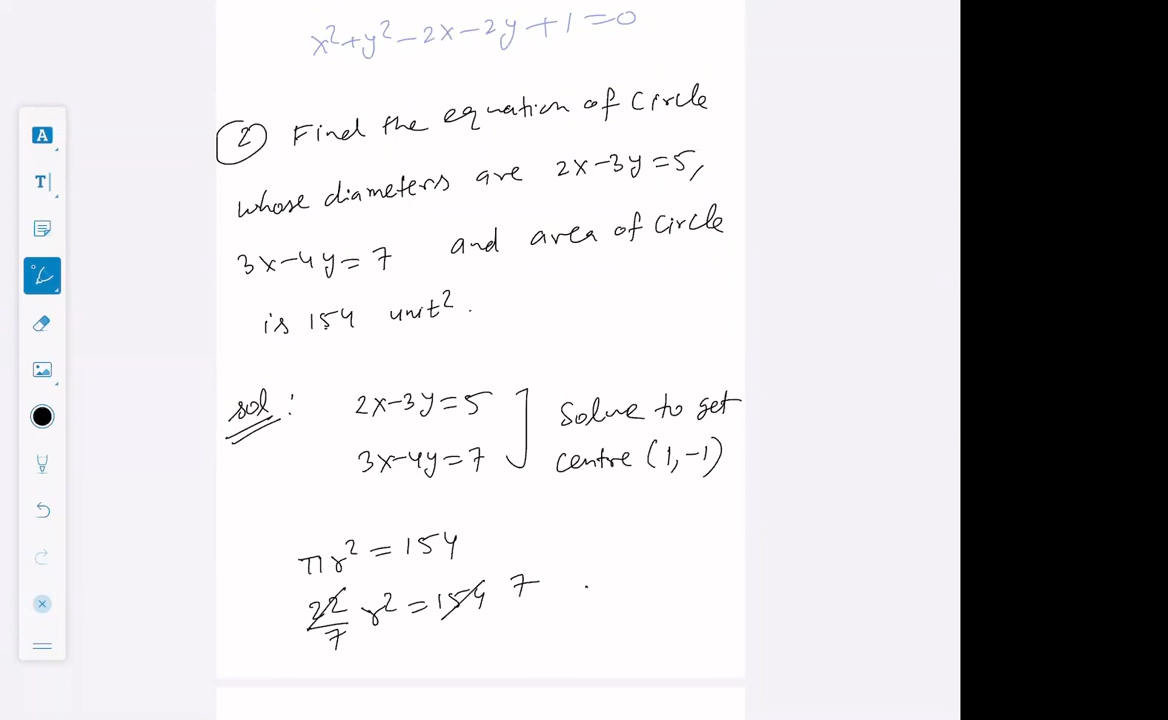 x²+y²-2x-2y+1=0
② Find the equation of Circle
whose diameters are 2x-3y=5,
3x-4y=7 and area of Circle
is 154 unit².
Sol: 2x-3y=5 ] Solve to get
3x-4y=7 centre (1,-1)
πr²=154
22/7 r²=154 7
A
T|